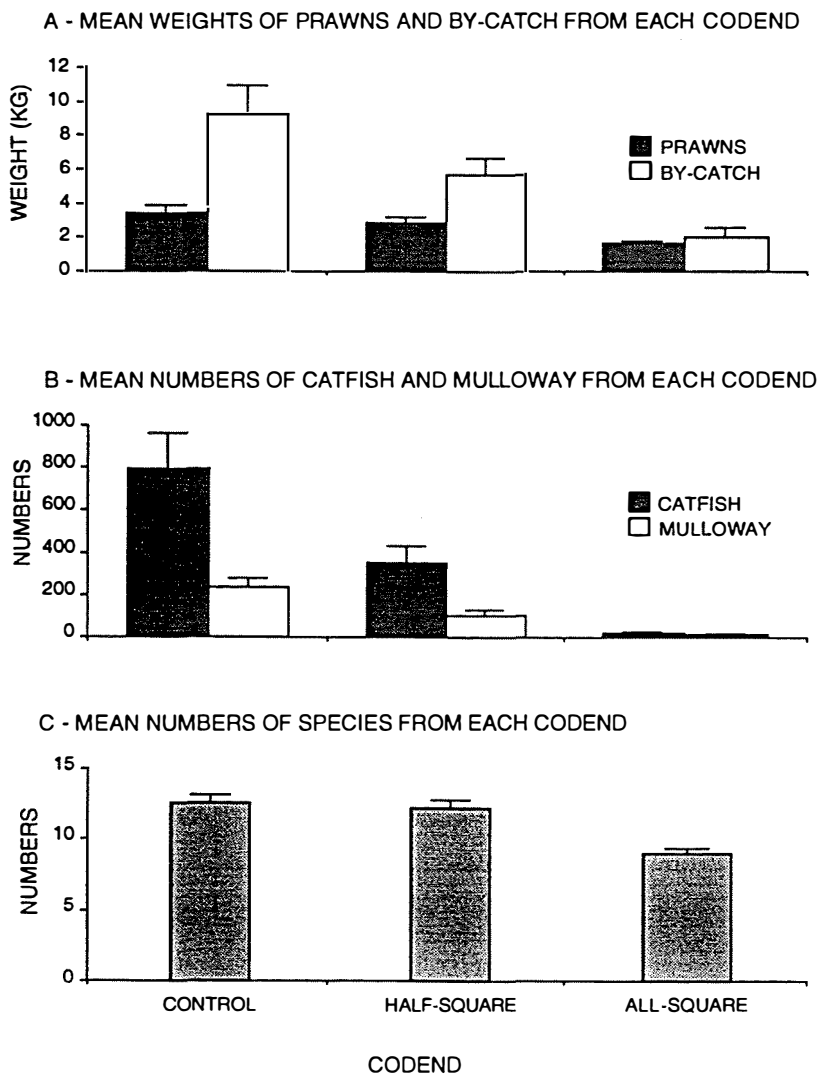 A - MEAN WEIGHTS OF PRAWNS AND BY-CATCH FROM EACH CODEND
12
10
8
6
4
2
0
WEIGHT (KG)
PRAWNS
BY-CATCH
B - MEAN NUMBERS OF CATFISH AND MULLOWAY FROM EACH CODEND
1000
800
600
400
200
0
NUMBERS
CATFISH
MULLOWAY
C - MEAN NUMBERS OF SPECIES FROM EACH CODEND
15
10
5
0
NUMBERS
CONTROL
HALF-SQUARE
ALL-SQUARE
CODEND